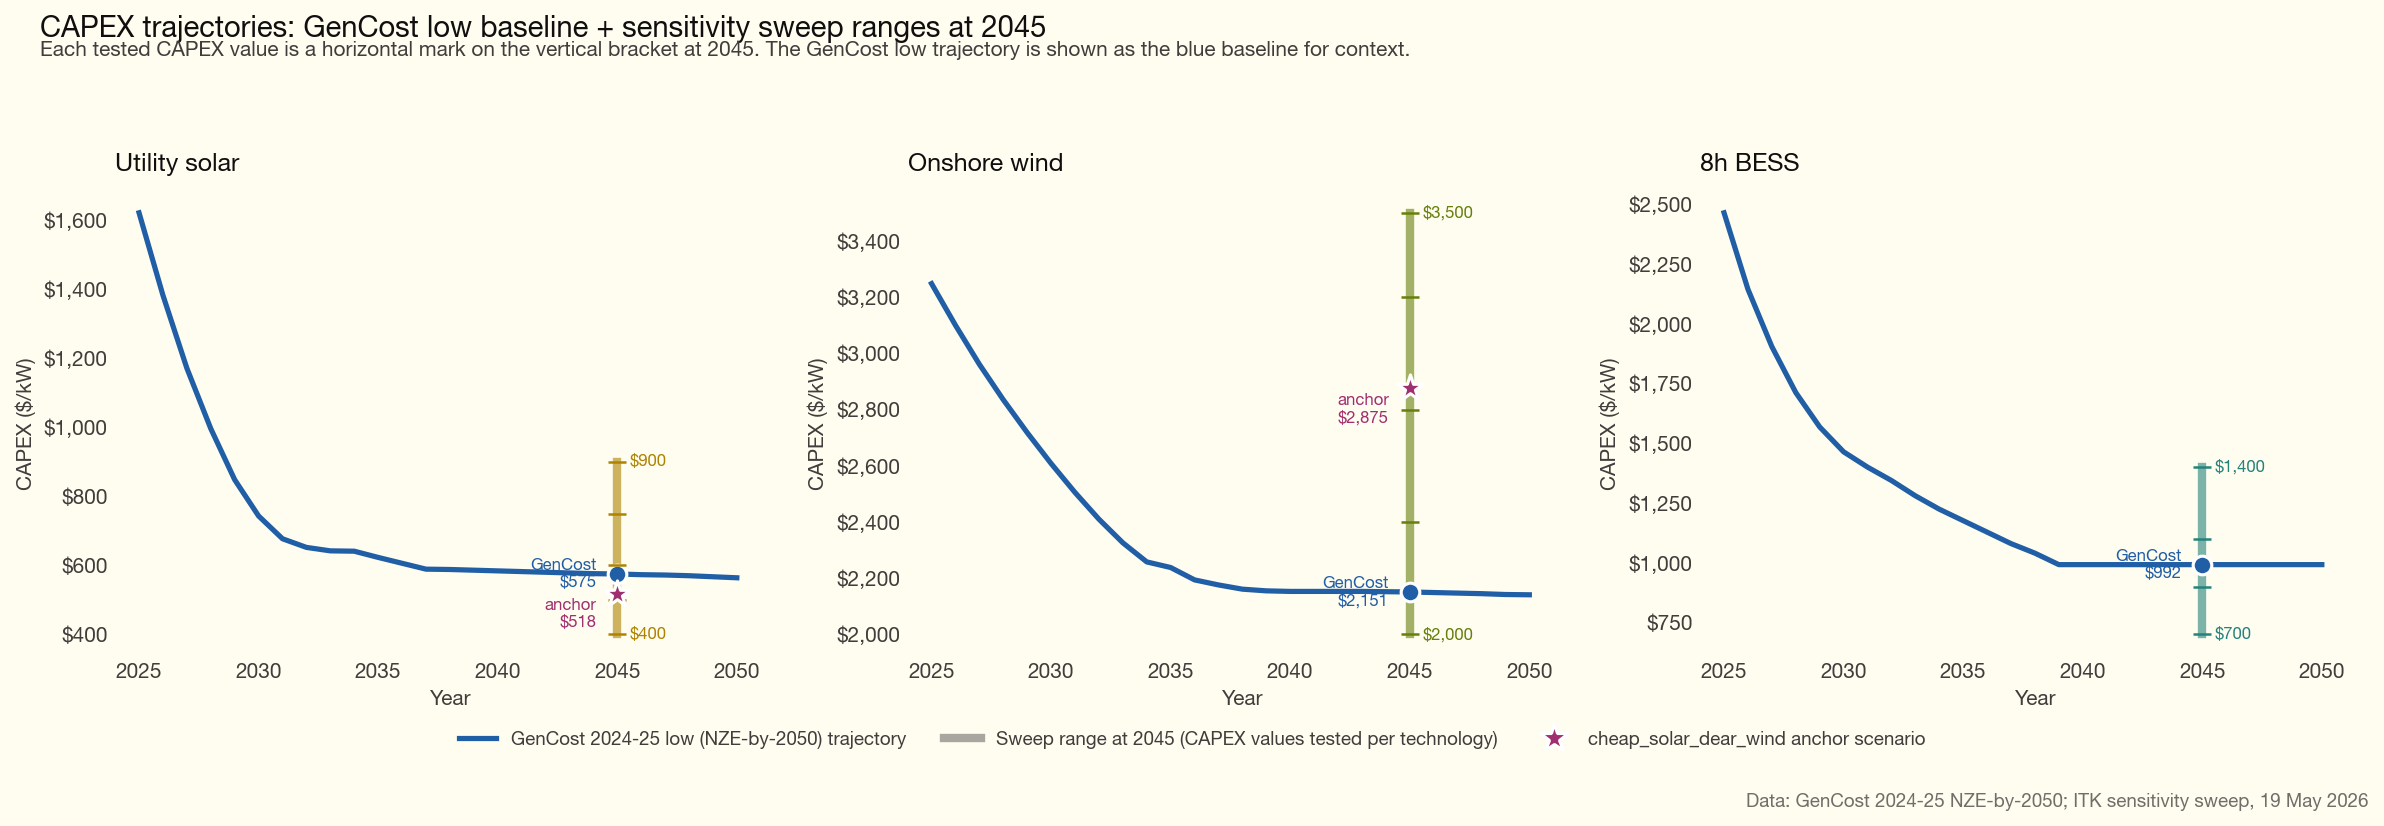 CAPEX trajectories: GenCost low baseline + sensitivity sweep ranges at 2045
Each tested CAPEX value is a horizontal mark on the vertical bracket at 2045. The GenCost low trajectory is shown as the blue baseline for context.
Utility solar
CAPEX ($/kW)
$1,600
$1,400
$1,200
$1,000
$800
$600
$400
$900
GenCost
$575
anchor
$518
$400
2025 2030 2035 2040 2045 2050
Year
Onshore wind
CAPEX ($/kW)
$3,400
$3,200
$3,000
$2,800
$2,600
$2,400
$2,200
$2,000
$3,500
anchor
$2,875
GenCost
$2,151
$2,000
2025 2030 2035 2040 2045 2050
Year
8h BESS
CAPEX ($/kW)
$2,500
$2,250
$2,000
$1,750
$1,500
$1,250
$1,000
$750
$1,400
GenCost
$992
$700
2025 2030 2035 2040 2045 2050
Year
GenCost 2024-25 low (NZE-by-2050) trajectory
Sweep range at 2045 (CAPEX values tested per technology)
cheap_solar_dear_wind anchor scenario
Data: GenCost 2024-25 NZE-by-2050; ITK sensitivity sweep, 19 May 2026